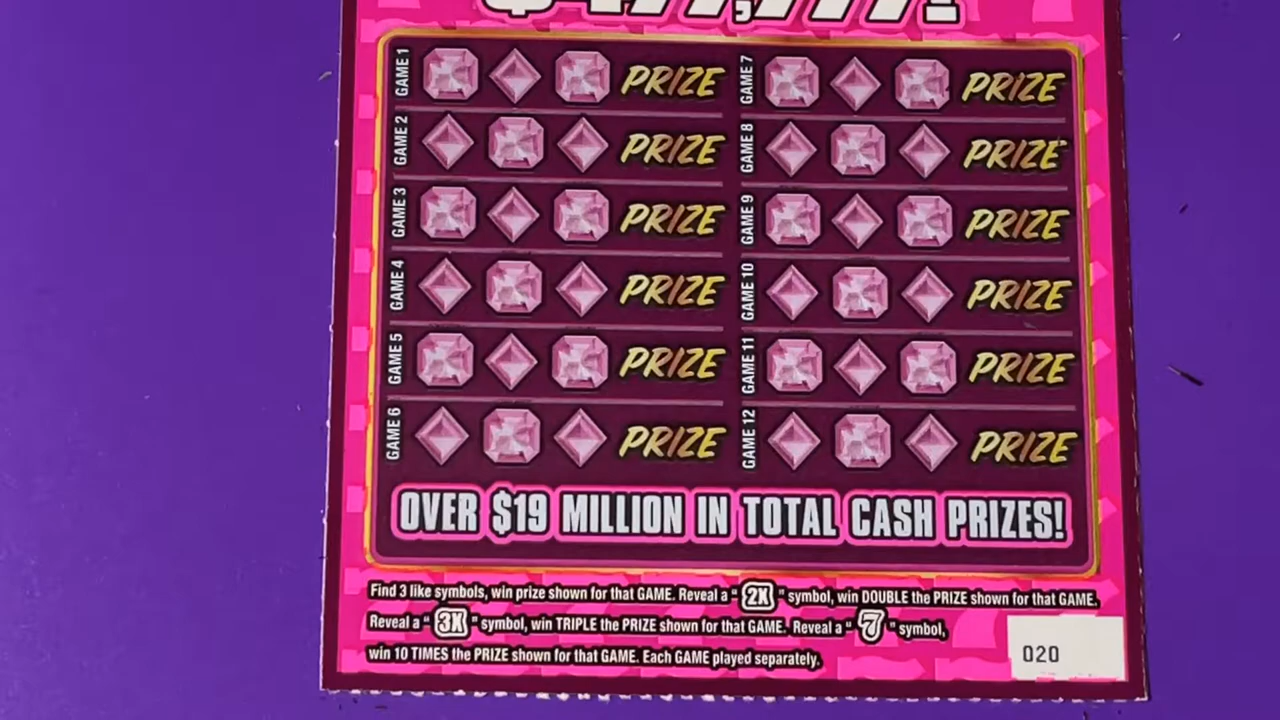 GAME 1 PRIZE
GAME 2 PRIZE
GAME 3 PRIZE
GAME 4 PRIZE
GAME 5 PRIZE
GAME 6 PRIZE
GAME 7 PRIZE
GAME 8 PRIZE
GAME 9 PRIZE
GAME 10 PRIZE
GAME 11 PRIZE
GAME 12 PRIZE
OVER $19 MILLION IN TOTAL CASH PRIZES!
Find 3 like symbols, win prize shown for that GAME. Reveal a "2X" symbol, win DOUBLE the PRIZE shown for that GAME.
Reveal a "3X" symbol, win TRIPLE the PRIZE shown for that GAME. Reveal a "7" symbol,
win 10 TIMES the PRIZE shown for that GAME. Each GAME played separately.
020